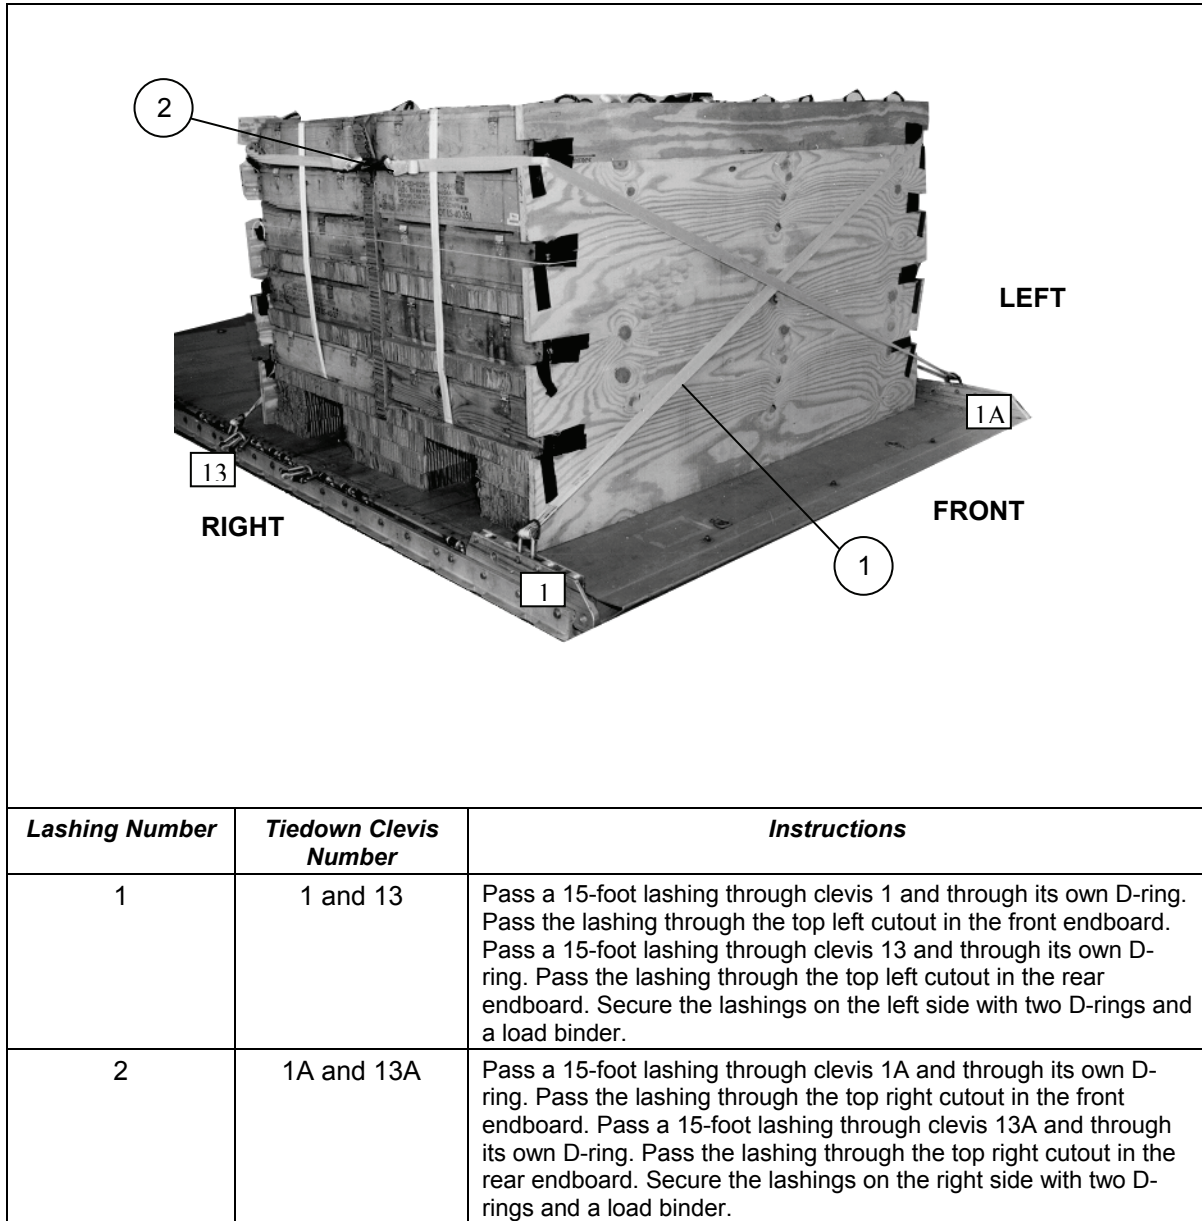 2
LEFT
1A
13
FRONT
RIGHT
1
1
Lashing Number
Tiedown Clevis
Number
Instructions
1
1 and 13
Pass a 15-foot lashing through clevis 1 and through its own D-ring.
Pass the lashing through the top left cutout in the front endboard.
Pass a 15-foot lashing through clevis 13 and through its own D-
ring. Pass the lashing through the top left cutout in the rear
endboard. Secure the lashings on the left side with two D-rings and
a load binder.
2
1A and 13A
Pass a 15-foot lashing through clevis 1A and through its own D-
ring. Pass the lashing through the top right cutout in the front
endboard. Pass a 15-foot lashing through clevis 13A and through
its own D-ring. Pass the lashing through the top right cutout in the
rear endboard. Secure the lashings on the right side with two D-
rings and a load binder.